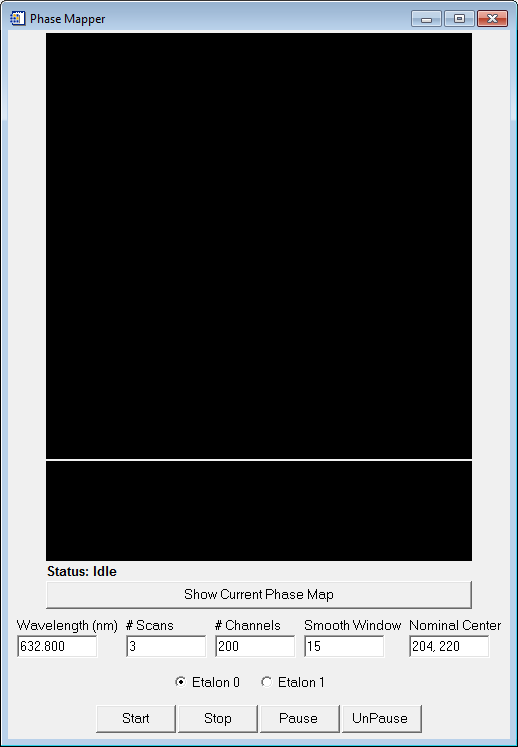 Phase Mapper
Status: Idle
Show Current Phase Map
Wavelength (nm) # Scans # Channels Smooth Window Nominal Center
632.800 3 200 15 204, 220
Etalon 0 Etalon 1
Start Stop Pause UnPause